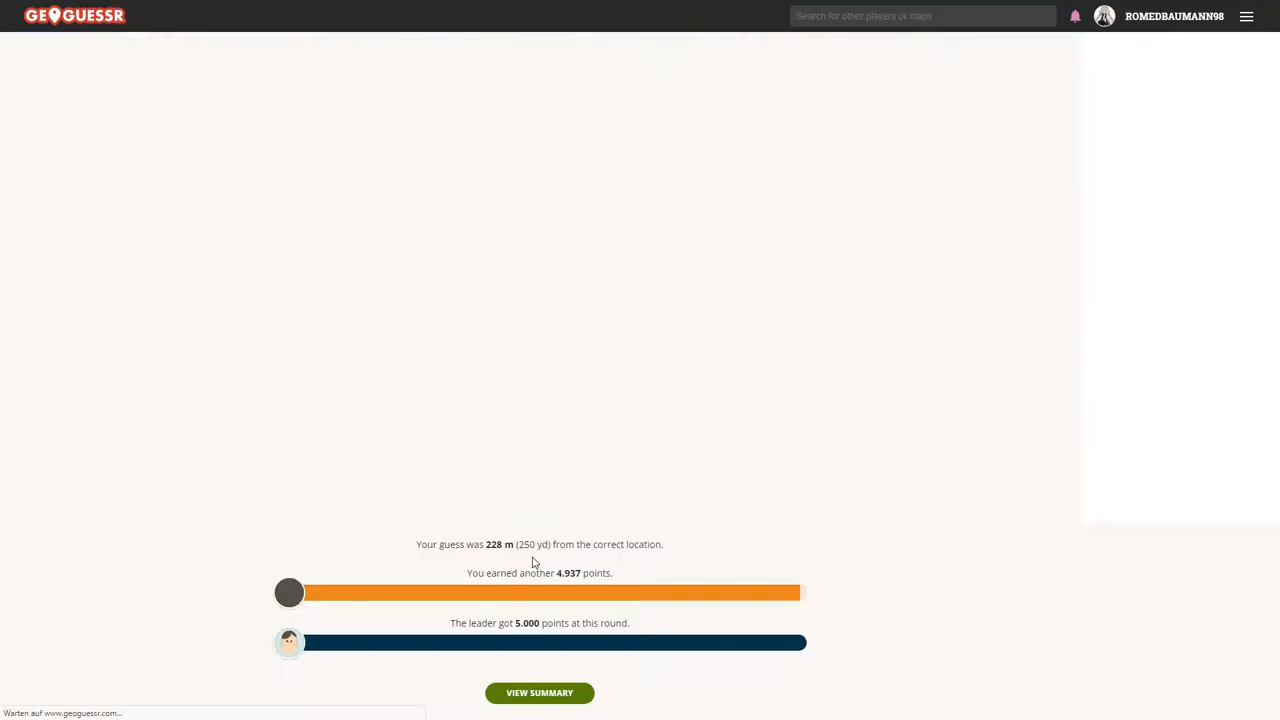 GEOGUESSR
Search for other players or maps
ROMEDBAUMANN98
Your guess was 228 m (250 yd) from the correct location.
You earned another 4.937 points.
The leader got 5.000 points at this round.
VIEW SUMMARY
Warten auf www.geoguessr.com...